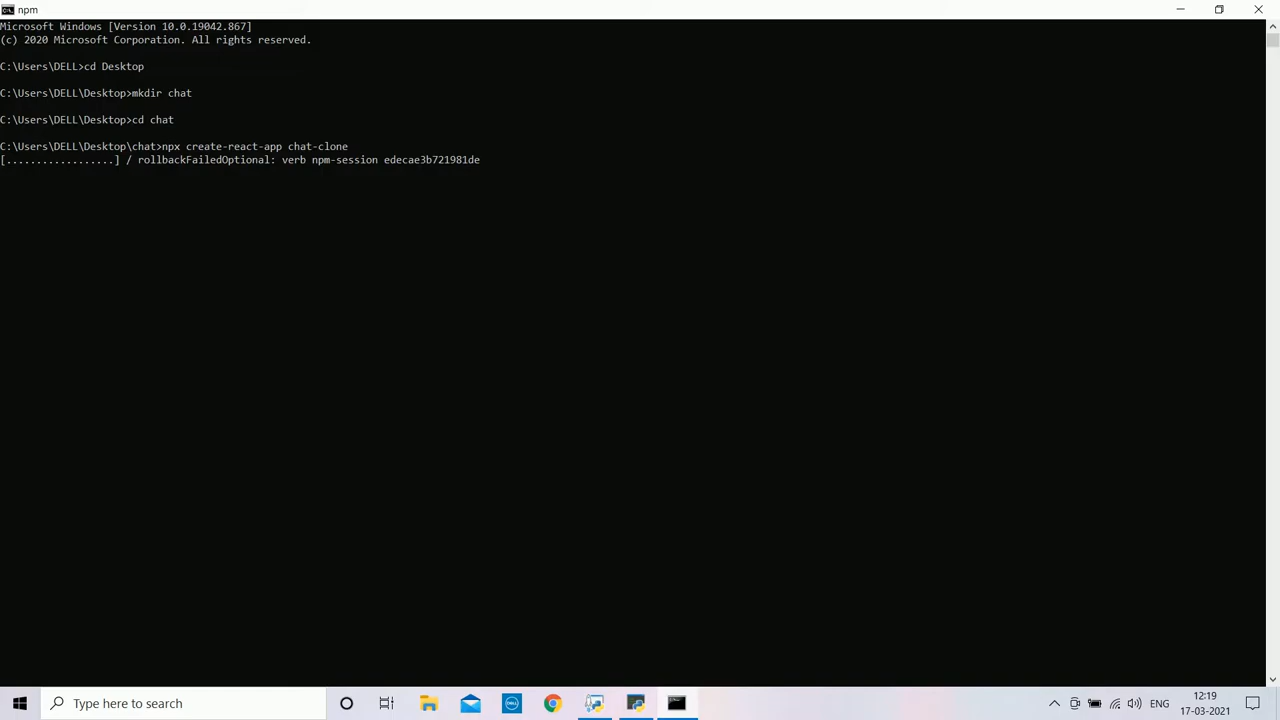 npm
Microsoft Windows [Version 10.0.19042.867]
(c) 2020 Microsoft Corporation. All rights reserved.
C:\Users\DELL>cd Desktop
C:\Users\DELL\Desktop>mkdir chat
C:\Users\DELL\Desktop>cd chat
C:\Users\DELL\Desktop\chat>npx create-react-app chat-clone
[..................] / rollbackFailedOptional: verb npm-session edecae3b721981de
Type here to search
DELL
ENG
12:19
17-03-2021